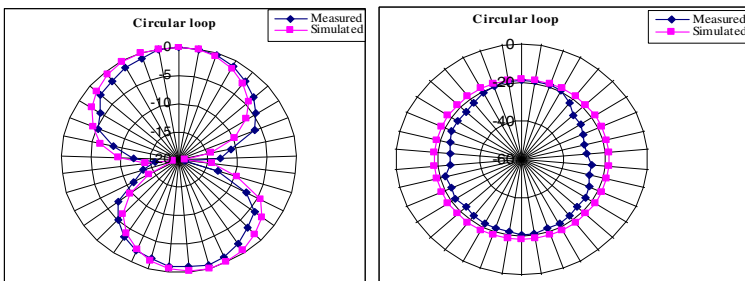 Circular loop
Measured
Simulated
0
-5
-10
-15
-20
Circular loop
Measured
Simulated
0
-20
-40
-60